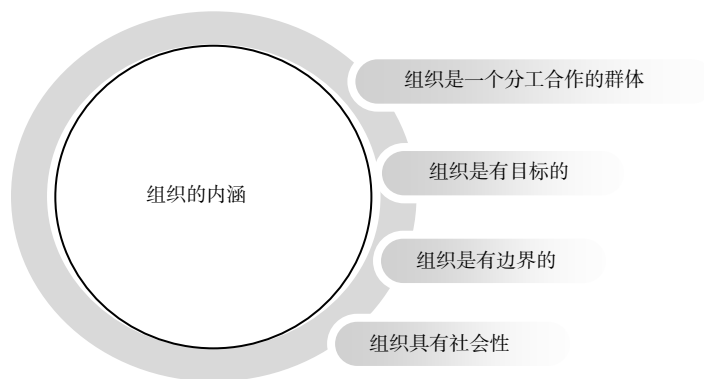 组织的内涵
组织是一个分工合作的群体
组织是有目标的
组织是有边界的
组织具有社会性